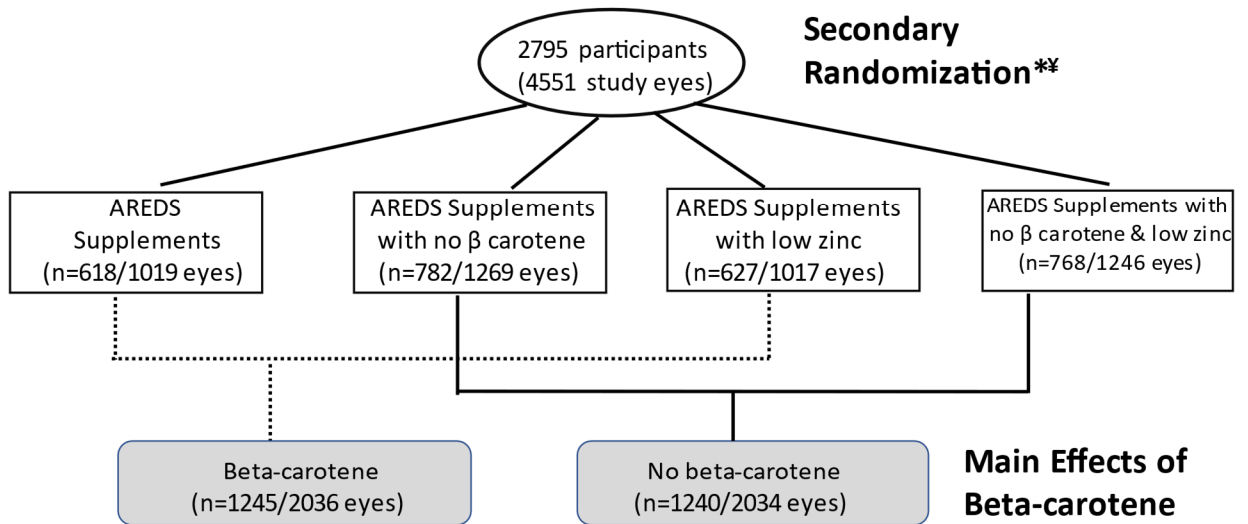 2795 participants
(4551 study eyes)
Secondary
Randomization*¥
AREDS
Supplements
(n=618/1019 eyes)
AREDS Supplements
with no β carotene
(n=782/1269 eyes)
AREDS Supplements
with low zinc
(n=627/1017 eyes)
AREDS Supplements with
no β carotene & low zinc
(n=768/1246 eyes)
Beta-carotene
(n=1245/2036 eyes)
No beta-carotene
(n=1240/2034 eyes)
Main Effects of
Beta-carotene